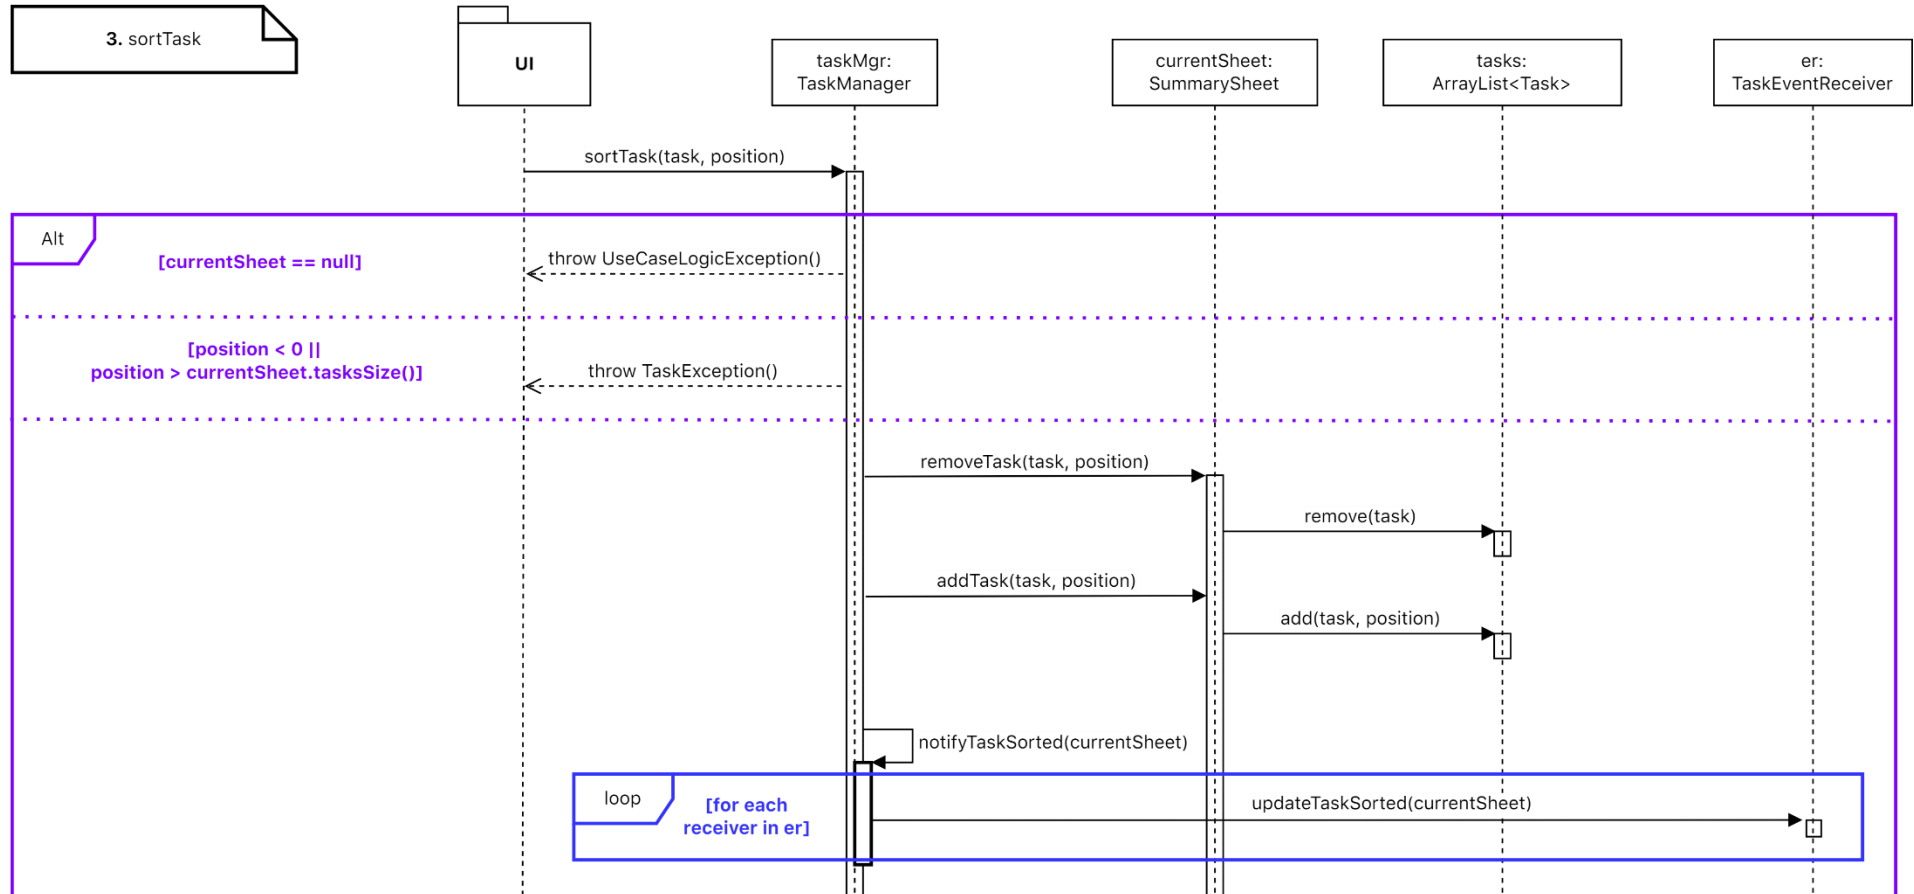 3. sortTask
UI
taskMgr:
TaskManager
currentSheet:
SummarySheet
tasks:
ArrayList<Task>
er:
TaskEventReceiver
sortTask(task, position)
Alt
[currentSheet == null]
throw UseCaseLogicException()
[position < 0 ||
position > currentSheet.tasksSize()]
throw TaskException()
removeTask(task, position)
remove(task)
addTask(task, position)
add(task, position)
notifyTaskSorted(currentSheet)
loop
[for each
receiver in er]
updateTaskSorted(currentSheet)